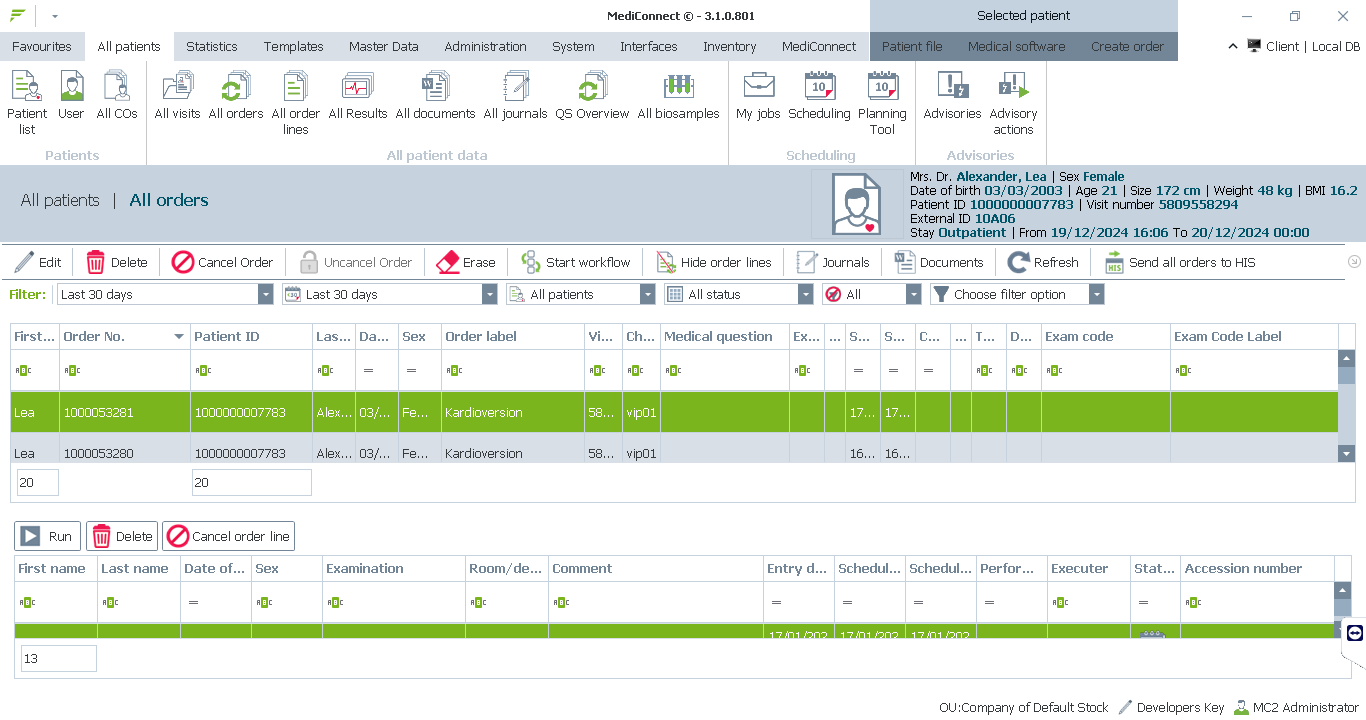 MediConnect © - 3.1.0.801
Selected patient
Favourites All patients Statistics Templates Master Data Administration System Interfaces Inventory MediConnect Patient file Medical software Create order Client | Local DB
Patient list User All COs All visits All orders All order lines All Results All documents All journals QS Overview All biosamples My jobs Scheduling Planning Tool Advisories Advisory actions
Patients All patient data Scheduling Advisories
All patients | All orders
Mrs. Dr. Alexander, Lea | Sex Female
Date of birth 03/03/2003 | Age 21 | Size 172 cm | Weight 48 kg | BMI 16.2
Patient ID 1000000007783 | Visit number 5809558294
External ID 10A06
Stay Outpatient | From 19/12/2024 16:06 To 20/12/2024 00:00
Edit Delete Cancel Order Uncancel Order Erase Start workflow Hide order lines Journals Documents Refresh Send all orders to HIS
Filter: Last 30 days Last 30 days All patients All status All Choose filter option
First... Order No. Patient ID Las... Da... Sex Order label Vi... Ch... Medical question Ex... ... S... S... C... ... T... D... Exam code Exam Code Label
Lea 1000053281 1000000007783 Alex... 03/... Fe... Kardioversion 58... vip01 17... 17...
Lea 1000053280 1000000007783 Alex... 03/... Fe... Kardioversion 58... vip01 16... 16...
20 20
Run Delete Cancel order line
First name Last name Date of... Sex Examination Room/de... Comment Entry d... Schedul... Schedul... Perfor... Executer Stat... Accession number
17/01/202 17/01/202 17/01/202
13
OU:Company of Default Stock Developers Key MC2 Administrator